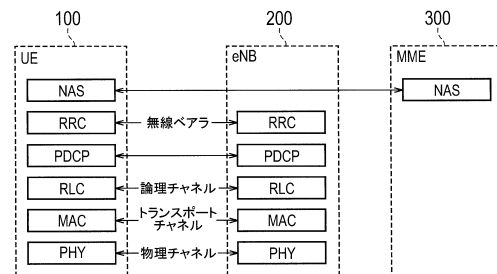 100
200
300
UE
eNB
MME
NAS
NAS
RRC
無線ベアラ
RRC
PDCP
PDCP
RLC
論理チャネル
RLC
MAC
トランスポート
チャネル
MAC
PHY
物理チャネル
PHY